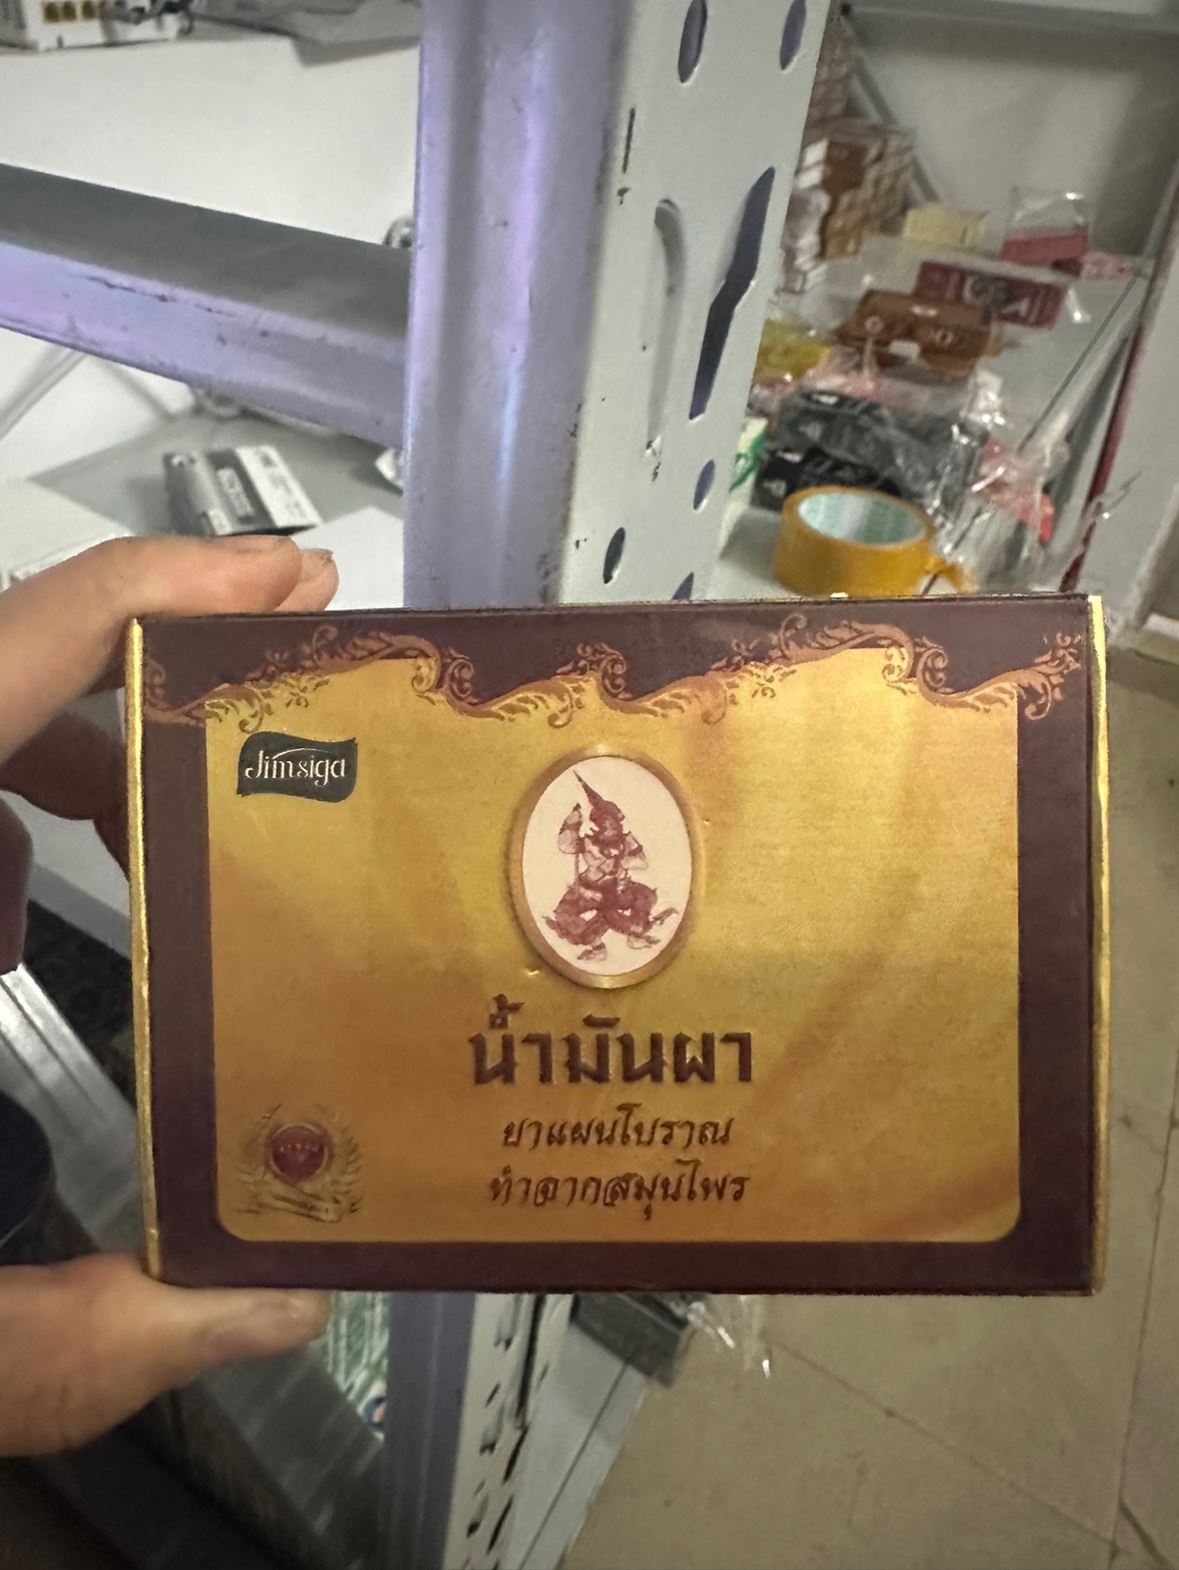 Jimsiga
น้ำมันผา
ยาแผนโบราณ
ทำจากสมุนไพร